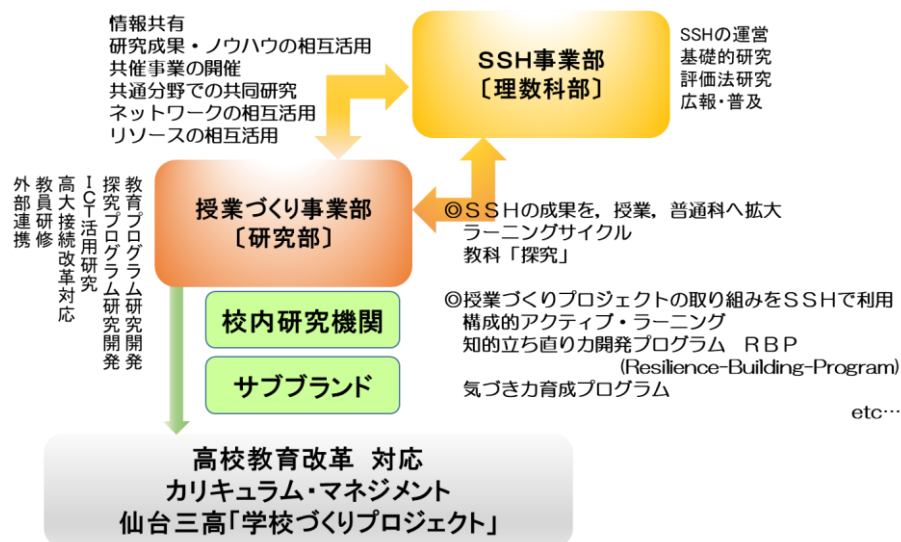 情報共有
研究成果・ノウハウの相互活用
共催事業の開催
共通分野での共同研究
ネットワークの相互活用
リソースの相互活用
SSH事業部
〔理数科部〕
SSHの運営
基礎的研究
評価法研究
広報・普及
教育プログラム研究開発
探究プログラム研究開発
ICT活用研究
高大接続改革対応
教員研修
外部連携
授業づくり事業部
〔研究部〕
◎SSHの成果を，授業，普通科へ拡大
ラーニングサイクル
教科「探究」
◎授業づくりプロジェクトの取り組みをSSHで利用
構成的アクティブ・ラーニング
知的立ち直り力開発プログラム　RBP
(Resilience-Building-Program)
気づき力育成プログラム
etc…
校内研究機関
サブブランド
高校教育改革　対応
カリキュラム・マネジメント
仙台三高「学校づくりプロジェクト」